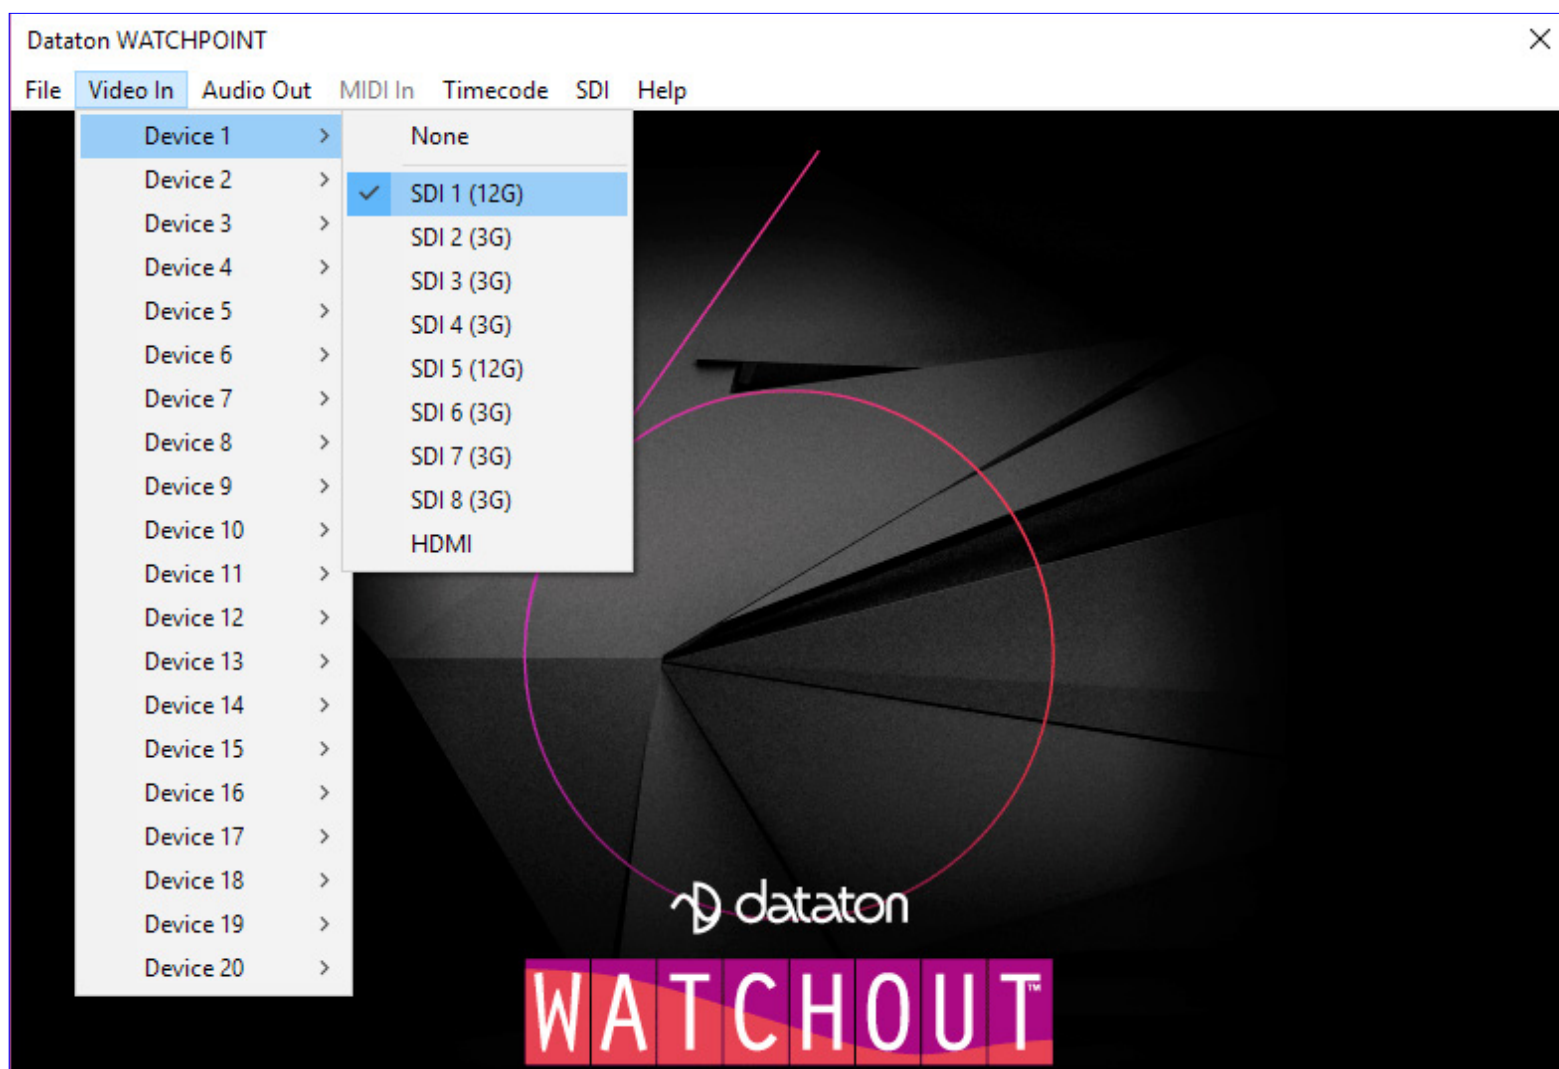 Dataton WATCHPOINT
File Video In Audio Out MIDI In Timecode SDI Help
Device 1
Device 2
Device 3
Device 4
Device 5
Device 6
Device 7
Device 8
Device 9
Device 10
Device 11
Device 12
Device 13
Device 14
Device 15
Device 16
Device 17
Device 18
Device 19
Device 20
None
SDI 1 (12G)
SDI 2 (3G)
SDI 3 (3G)
SDI 4 (3G)
SDI 5 (12G)
SDI 6 (3G)
SDI 7 (3G)
SDI 8 (3G)
HDMI
dataton
WATCHOUT™